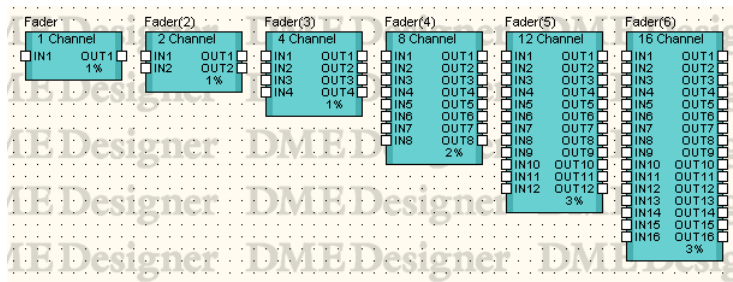 Fader
1 Channel
IN1 OUT1
1%
Fader(2)
2 Channel
IN1 OUT1
IN2 OUT2
1%
Fader(3)
4 Channel
IN1 OUT1
IN2 OUT2
IN3 OUT3
IN4 OUT4
1%
Fader(4)
8 Channel
IN1 OUT1
IN2 OUT2
IN3 OUT3
IN4 OUT4
IN5 OUT5
IN6 OUT6
IN7 OUT7
IN8 OUT8
2%
Fader(5)
12 Channel
IN1 OUT1
IN2 OUT2
IN3 OUT3
IN4 OUT4
IN5 OUT5
IN6 OUT6
IN7 OUT7
IN8 OUT8
IN9 OUT9
IN10 OUT10
IN11 OUT11
IN12 OUT12
3%
Fader(6)
16 Channel
IN1 OUT1
IN2 OUT2
IN3 OUT3
IN4 OUT4
IN5 OUT5
IN6 OUT6
IN7 OUT7
IN8 OUT8
IN9 OUT9
IN10 OUT10
IN11 OUT11
IN12 OUT12
IN13 OUT13
IN14 OUT14
IN15 OUT15
IN16 OUT16
3%
DME Designer